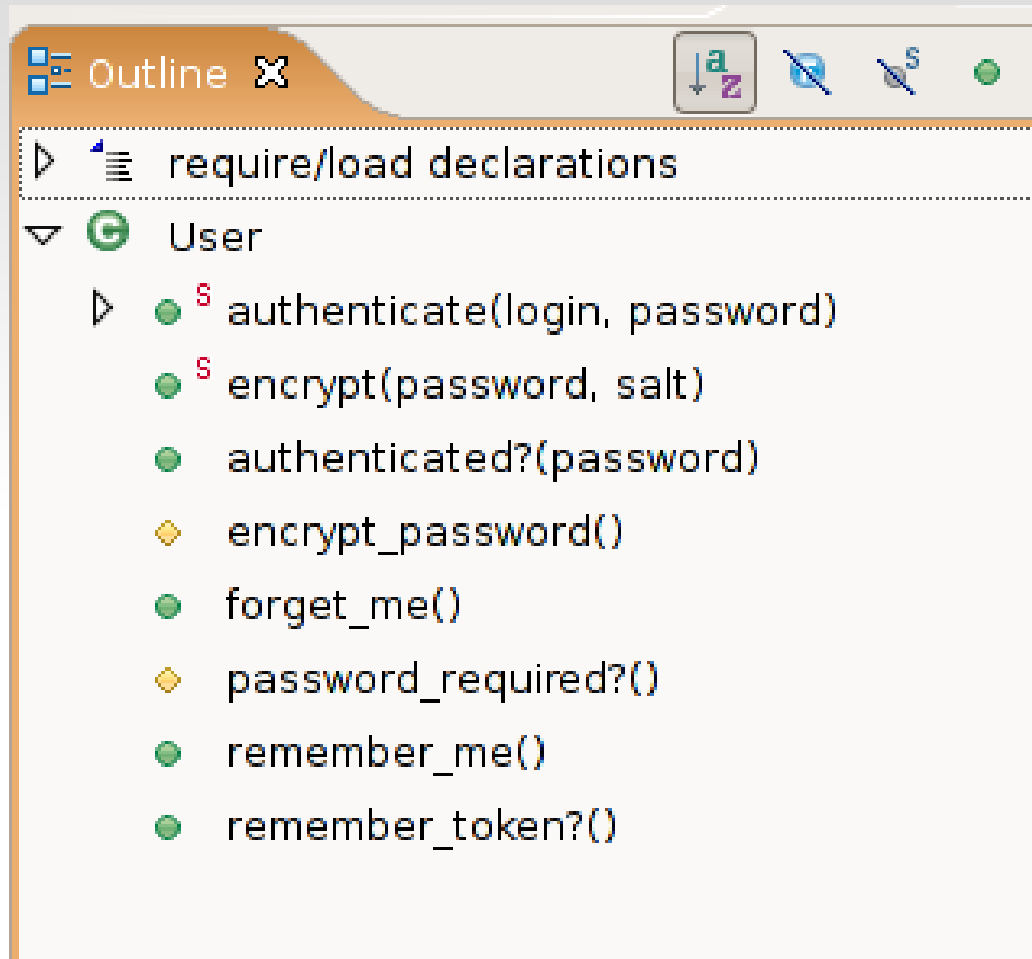 Outline
require/load declarations
User
authenticate(login, password)
encrypt(password, salt)
authenticated?(password)
encrypt_password()
forget_me()
password_required?()
remember_me()
remember_token?()